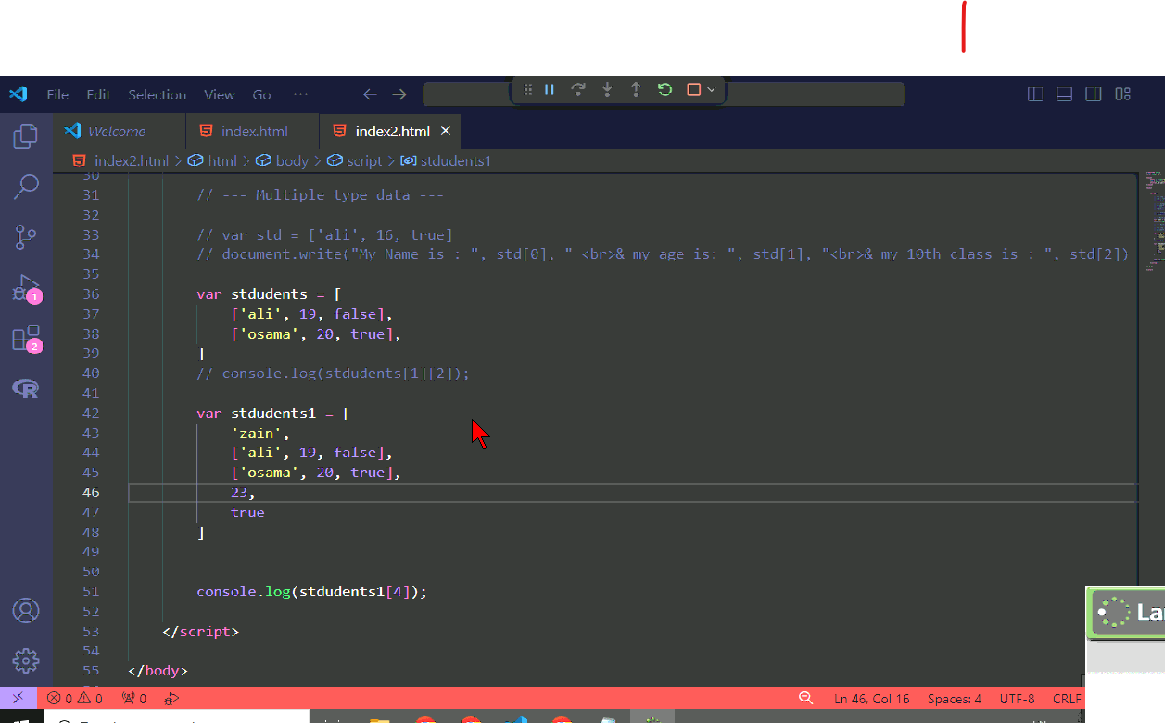 File Edit Selection View Go ···
Welcome index.html index2.html ×
index2.html > html > body > script > stdudents1
30
31 // --- Multiple type data ---
32
33 // var std = ['ali', 16, true]
34 // document.write("My Name is : ", std[0], " <br>& my age is: ", std[1], "<br>& my 10th class is : ", std[2])
35
36 var stdudents = [
37 ['ali', 19, false],
38 ['osama', 20, true],
39 ]
40 // console.log(stdudents[1][2]);
41
42 var stdudents1 = [
43 'zain',
44 ['ali', 19, false],
45 ['osama', 20, true],
46 23,
47 true
48 ]
49
50
51 console.log(stdudents1[4]);
52
53 </script>
54
55 </body>
1
2
R
0 0 0 Ln 46, Col 16 Spaces: 4 UTF-8 CRLF